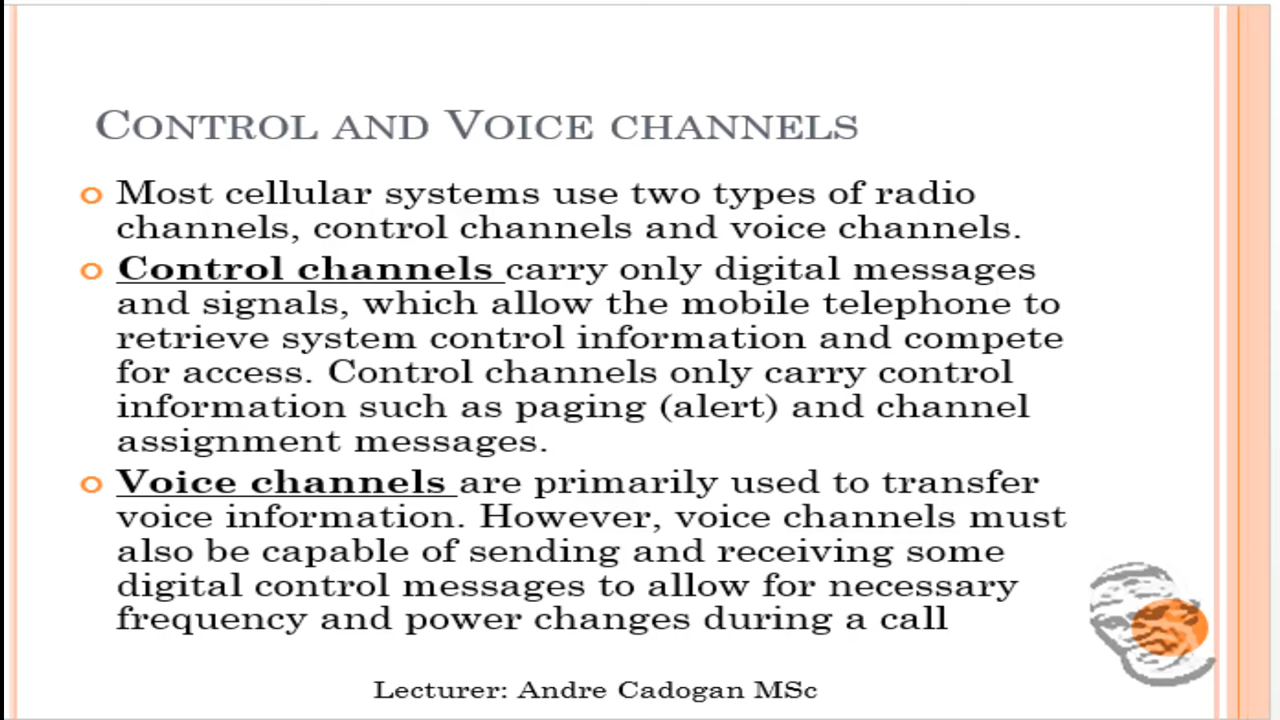 CONTROL AND VOICE CHANNELS
Most cellular systems use two types of radio
channels, control channels and voice channels.
Control channels carry only digital messages
and signals, which allow the mobile telephone to
retrieve system control information and compete
for access. Control channels only carry control
information such as paging (alert) and channel
assignment messages.
Voice channels are primarily used to transfer
voice information. However, voice channels must
also be capable of sending and receiving some
digital control messages to allow for necessary
frequency and power changes during a call
Lecturer: Andre Cadogan MSc